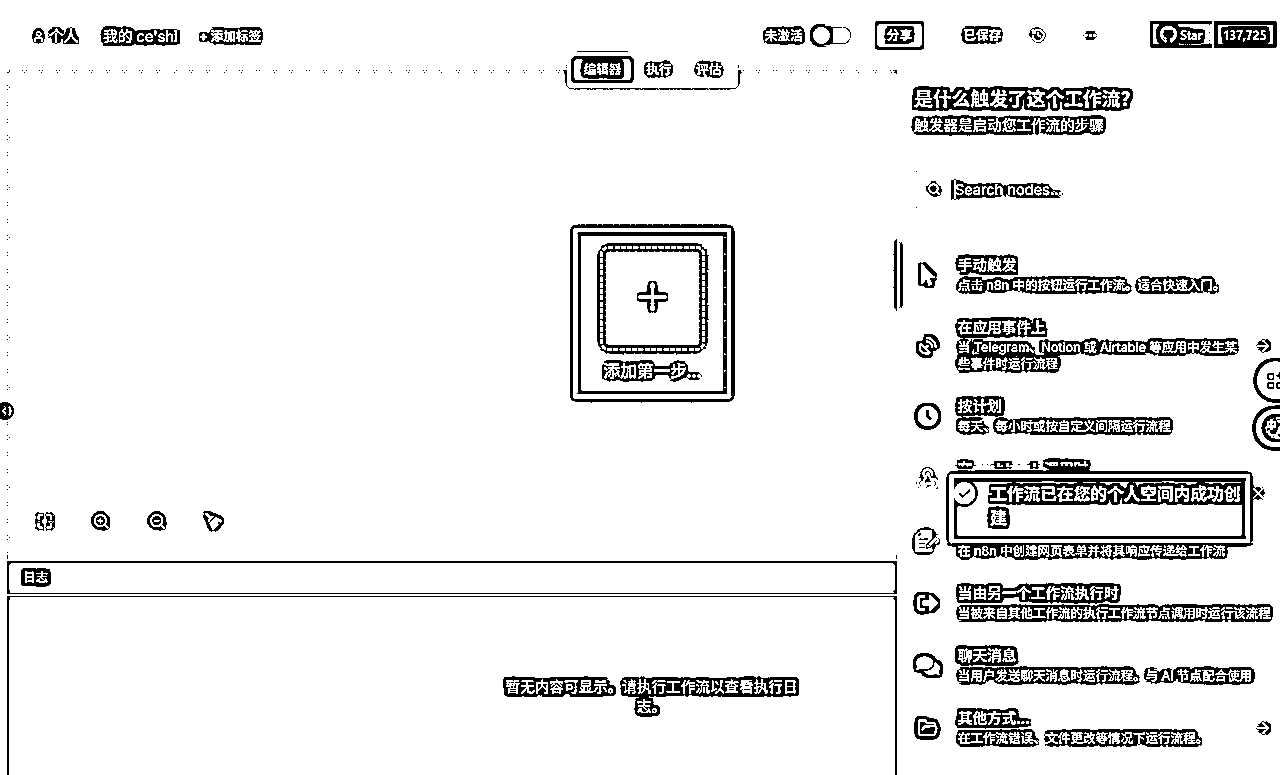 个人
我的 ce'shi
+ 添加标签
未激活
分享
已保存
Star
137,725
编辑器
执行
评估
是什么触发了这个工作流?
触发器是启动您工作流的步骤
Search nodes...
手动触发
点击 n8n 中的按钮运行工作流。适合快速入门。
在应用事件上
当 Telegram、Notion 或 Airtable 等应用中发生某
些事件时运行流程
按计划
每天、每小时或按自定义间隔运行流程
调用时
工作流已在您的个人空间内成功创
建
在 n8n 中创建网页表单并将其响应传递给工作流
当由另一个工作流执行时
当被来自其他工作流的执行工作流节点调用时运行该流程
聊天消息
当用户发送聊天消息时运行流程。与 AI 节点配合使用
其他方式...
在工作流错误、文件更改等情况下运行流程。
添加第一步...
日志
暂无内容可显示。请执行工作流以查看执行日
志。